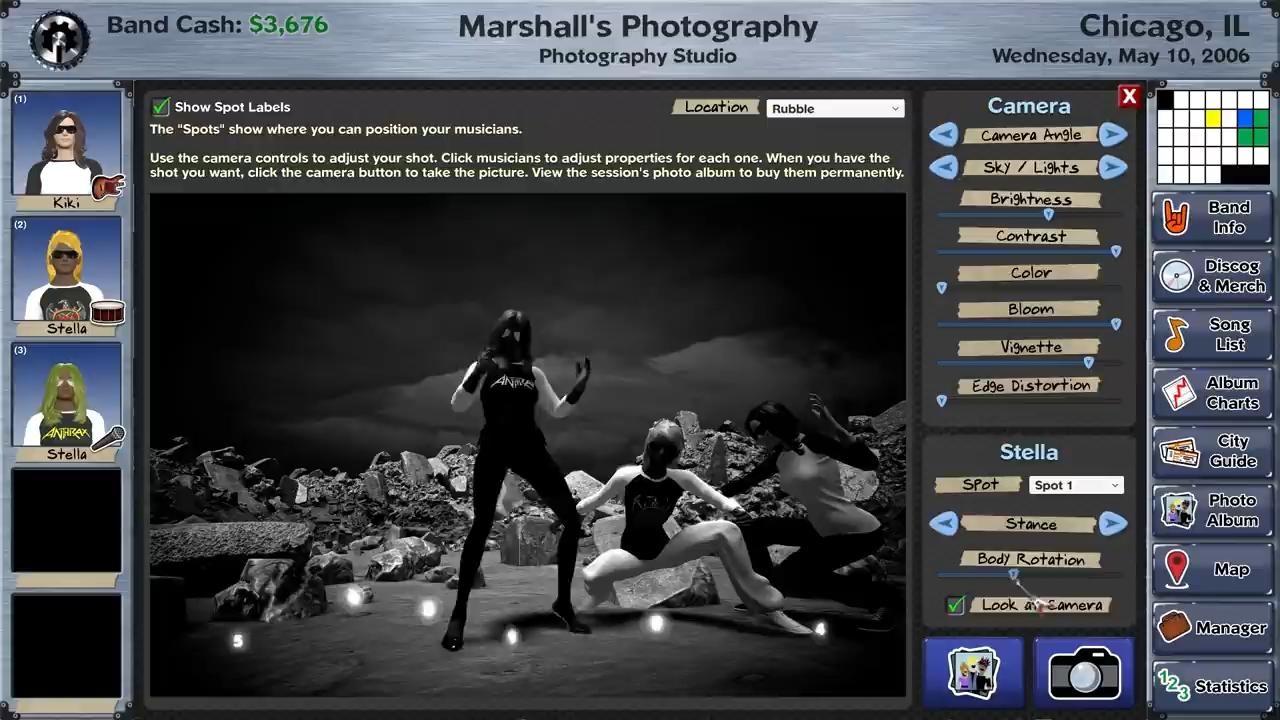 Band Cash: $3,676
Marshall's Photography
Photography Studio
Chicago, IL
Wednesday, May 10, 2006
(1)
Kiki
(2)
Stella
(3)
ANTHRAX
Stella
Show Spot Labels
Location
Rubble
The "Spots" show where you can position your musicians.
Use the camera controls to adjust your shot. Click musicians to adjust properties for each one. When you have the
shot you want, click the camera button to take the picture. View the session's photo album to buy them permanently.
ANTHRAX
5
4
X
Camera
Camera Angle
Sky / Lights
Brightness
Contrast
Color
Bloom
Vignette
Edge Distortion
Stella
Spot
Spot 1
Stance
Body Rotation
Look at Camera
Band
Info
Discog
& Merch
Song
List
Album
Charts
City
Guide
Photo
Album
Map
Manager
123
Statistics